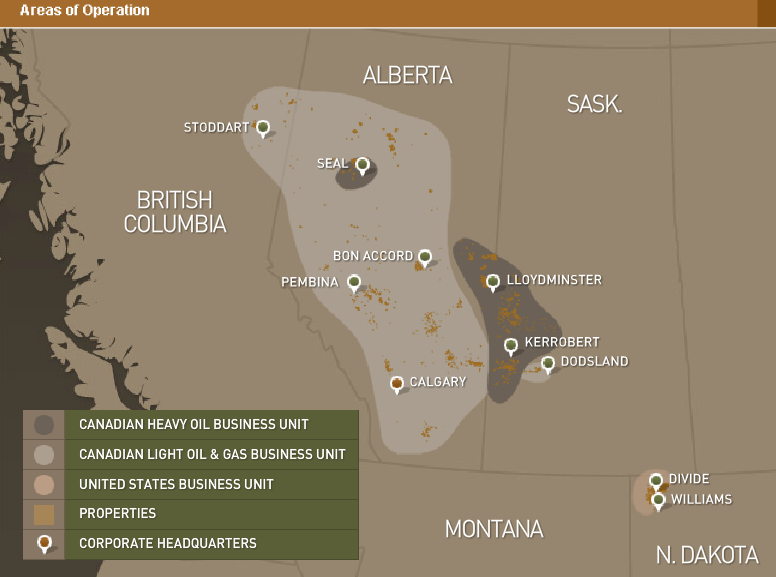 Areas of Operation
ALBERTA
SASK.
STODDART
SEAL
BRITISH
COLUMBIA
BON ACCORD
PEMBINA
LLOYDMINSTER
KERROBERT
DODSLAND
CALGARY
CANADIAN HEAVY OIL BUSINESS UNIT
CANADIAN LIGHT OIL & GAS BUSINESS UNIT
UNITED STATES BUSINESS UNIT
PROPERTIES
CORPORATE HEADQUARTERS
DIVIDE
WILLIAMS
MONTANA
N. DAKOTA